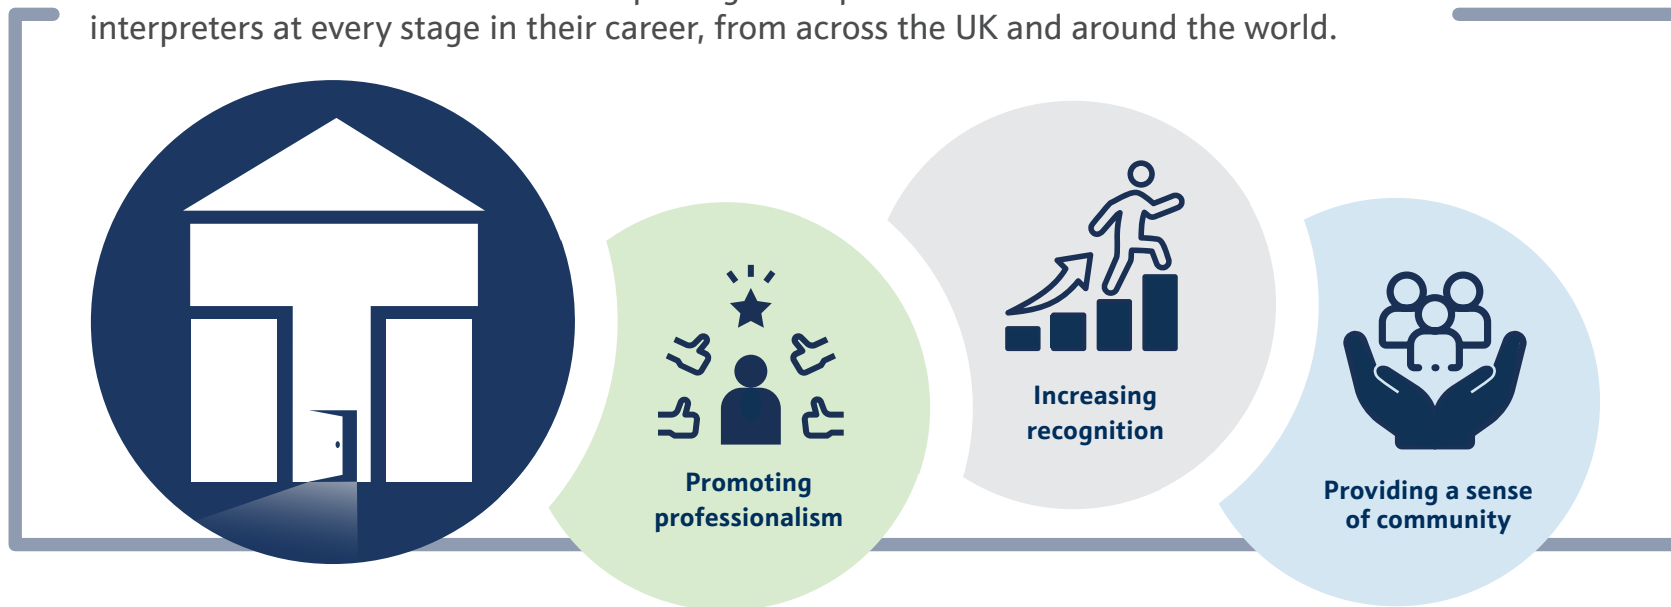 interpreters at every stage in their career, from across the UK and around the world.
Promoting
professionalism
Increasing
recognition
Providing a sense
of community